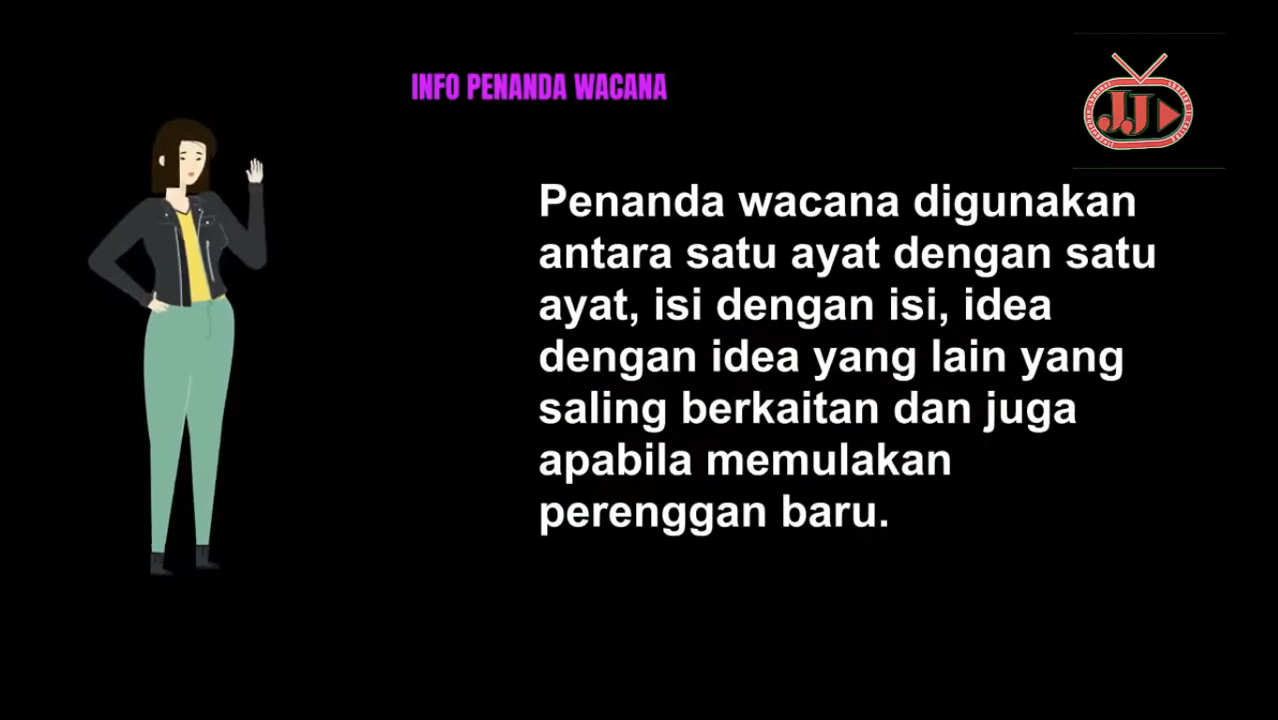 INFO PENANDA WACANA
JJ
Penanda wacana digunakan
antara satu ayat dengan satu
ayat, isi dengan isi, idea
dengan idea yang lain yang
saling berkaitan dan juga
apabila memulakan
perenggan baru.